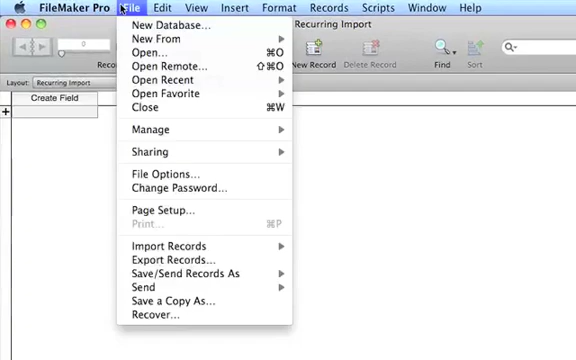 FileMaker Pro File Edit View Insert Format Records Scripts Window Help
Recurring Import
0
New Record Delete Record Find Sort
Layout: Recurring Import
Create Field
New Database...
New From
Open... ⌘O
Open Remote... ⇧⌘O
Open Recent
Open Favorite
Close ⌘W
Manage
Sharing
File Options...
Change Password...
Page Setup...
Print... ⌘P
Import Records
Export Records...
Save/Send Records As
Send
Save a Copy As...
Recover...